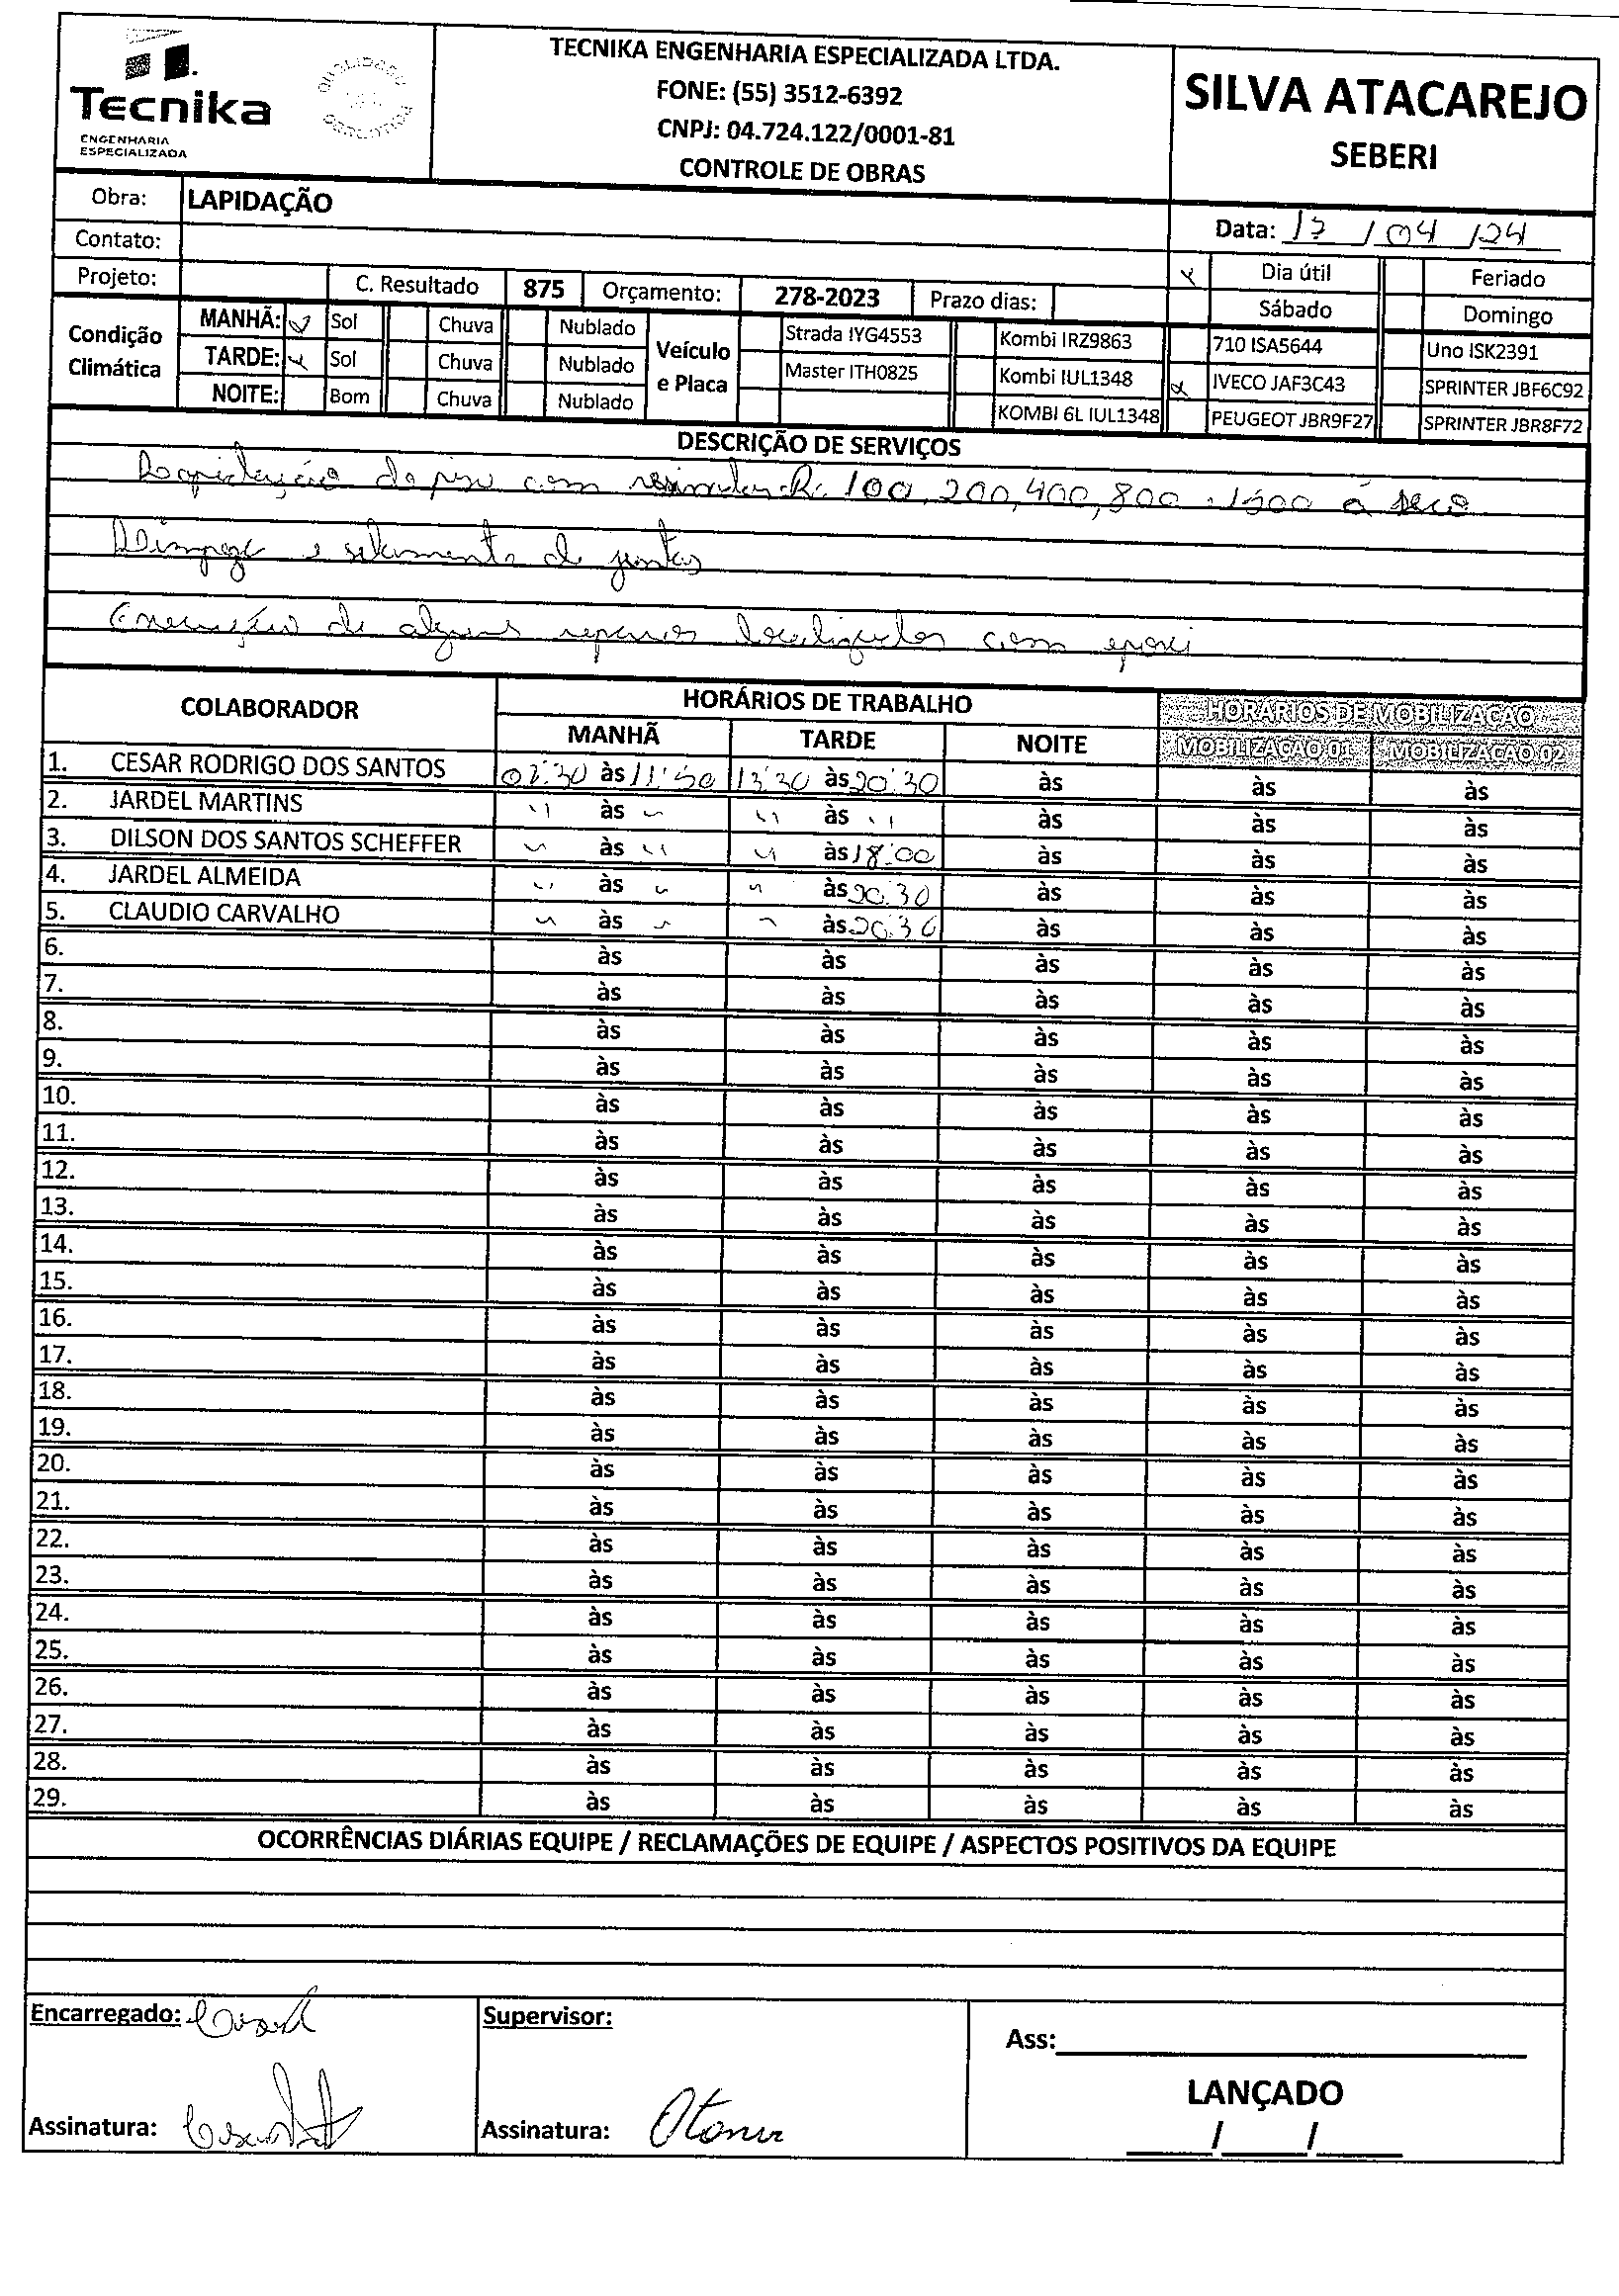 Tecnika
ENGENHARIA
ESPECIALIZADA
TECNIKA ENGENHARIA ESPECIALIZADA LTDA.
FONE: (55) 3512-6392
CNPJ: 04.724.122/0001-81
CONTROLE DE OBRAS
SILVA ATACAREJO
SEBERI
Obra: LAPIDAÇÃO
Data: 17 / 04 / 24
Contato:
Projeto: C. Resultado 875 Orçamento: 278-2023 Prazo dias: x Dia útil Feriado
Sábado Domingo
Condição Climática
MANHÃ: x Sol Chuva Nublado
TARDE: x Sol Chuva Nublado
NOITE: Bom Chuva Nublado
Veículo e Placa
Strada IYG4553 Kombi IRZ9863 710 ISA5644 Uno ISK2391
Master ITH0825 Kombi IUL1348 x IVECO JAF3C43 SPRINTER JBF6C92
KOMBI 6L IUL1348 PEUGEOT JBR9F27 SPRINTER JBR8F72
DESCRIÇÃO DE SERVIÇOS
Lapidação de piso com 100, 200, 400, 800 á seco
Limpeza e selamento de juntas
Execução de alguns reparos localizados com epoxi
COLABORADOR HORÁRIOS DE TRABALHO HORÁRIOS DE MOBILIZACAO
MANHÃ TARDE NOITE MOBILIZACAO 01 MOBILIZACAO 02
1. CESAR RODRIGO DOS SANTOS 07:30 às 11:50 13:30 às 20:30 às às às
2. JARDEL MARTINS " às " " às " às às às
3. DILSON DOS SANTOS SCHEFFER " às " " às 18:00 às às às
4. JARDEL ALMEIDA " às " " às 20:30 às às às
5. CLAUDIO CARVALHO " às " " às 20:30 às às às
6. às às às às às
7. às às às às às
8. às às às às às
9. às às às às às
10. às às às às às
11. às às às às às
12. às às às às às
13. às às às às às
14. às às às às às
15. às às às às às
16. às às às às às
17. às às às às às
18. às às às às às
19. às às às às às
20. às às às às às
21. às às às às às
22. às às às às às
23. às às às às às
24. às às às às às
25. às às às às às
26. às às às às às
27. às às às às às
28. às às às às às
29. às às às às às
OCORRÊNCIAS DIÁRIAS EQUIPE / RECLAMAÇÕES DE EQUIPE / ASPECTOS POSITIVOS DA EQUIPE
Encarregado:
Supervisor:
Ass:
LANÇADO
Assinatura:
Assinatura:
/ /